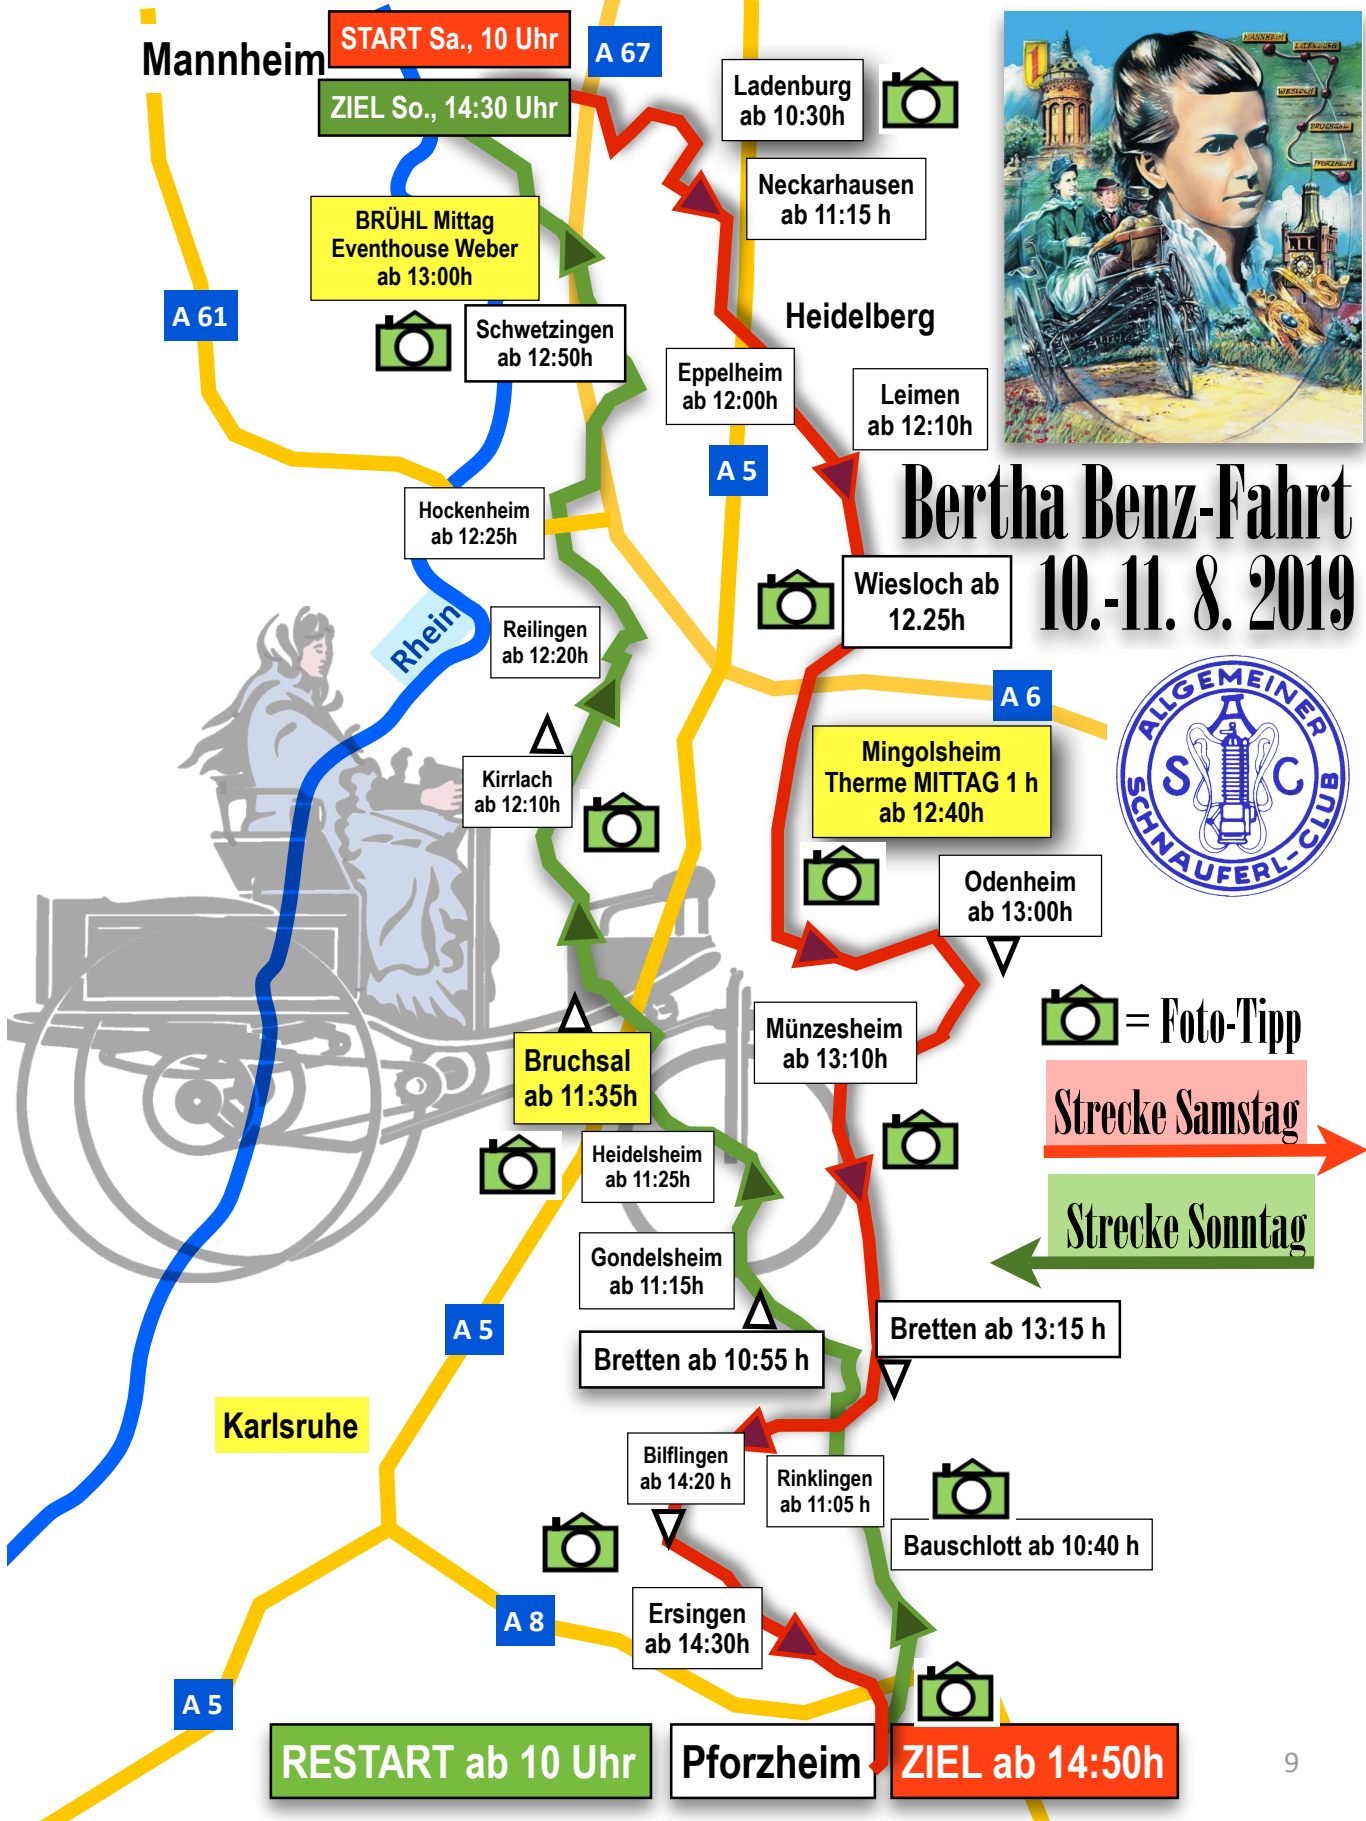 START Sa., 10 Uhr
Mannheim
A 67
ZIEL So., 14:30 Uhr
Ladenburg
ab 10:30h
Neckarhausen
ab 11:15 h
MANNHEIM
LADENBURG
WIESLOCH
BRUCHSAL
PFORZHEIM
BRÜHL Mittag
Eventhouse Weber
ab 13:00h
A 61
Schwetzingen
ab 12:50h
Heidelberg
Eppelheim
ab 12:00h
Leimen
ab 12:10h
A 5
Bertha Benz-Fahrt
10.-11. 8. 2019
Hockenheim
ab 12:25h
Wiesloch ab
12.25h
Rhein
Reilingen
ab 12:20h
A 6
ALLGEMEINER
SCHNAUFERL-CLUB
S C
Mingolsheim
Therme MITTAG 1 h
ab 12:40h
Kirrlach
ab 12:10h
Odenheim
ab 13:00h
Münzesheim
ab 13:10h
= Foto-Tipp
Bruchsal
ab 11:35h
Strecke Samstag
Heidelsheim
ab 11:25h
Strecke Sonntag
Gondelsheim
ab 11:15h
A 5
Bretten ab 13:15 h
Bretten ab 10:55 h
Karlsruhe
Bilflingen
ab 14:20 h
Rinklingen
ab 11:05 h
Bauschlott ab 10:40 h
A 8
Ersingen
ab 14:30h
A 5
RESTART ab 10 Uhr
Pforzheim
ZIEL ab 14:50h
9